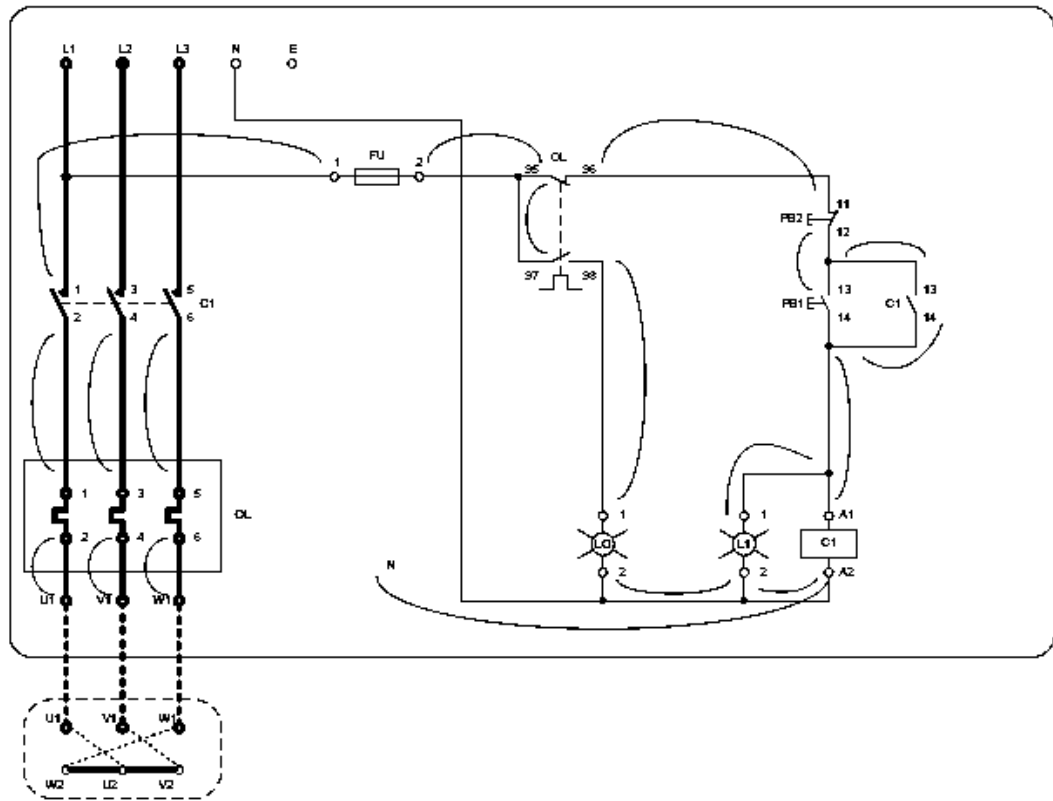 L1 L2 L3 N E
1 FU 2 95 OL 96
11
PB2
12
97 98
1 3 5 13 13
C1 PB1 C1
2 4 6 14 14
1 3 5
OL
1 1 A1
LO L1 C1
2 4 6
N 2 2 A2
U1 V1 W1
U1 V1 W1
W2 U2 V2